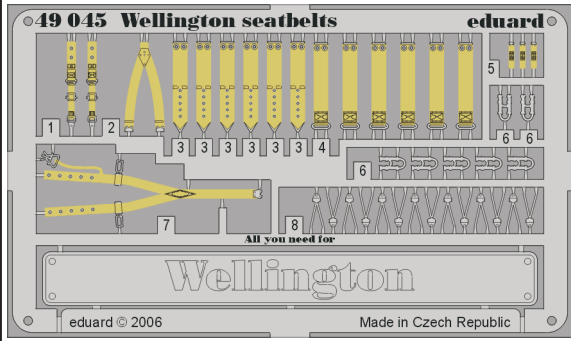 49 045 Wellington seatbelts eduard
5
1 2 3 3 3 3 3 3 4
6 6
6
7 8
All you need for
Wellington
eduard © 2006 Made in Czech Republic